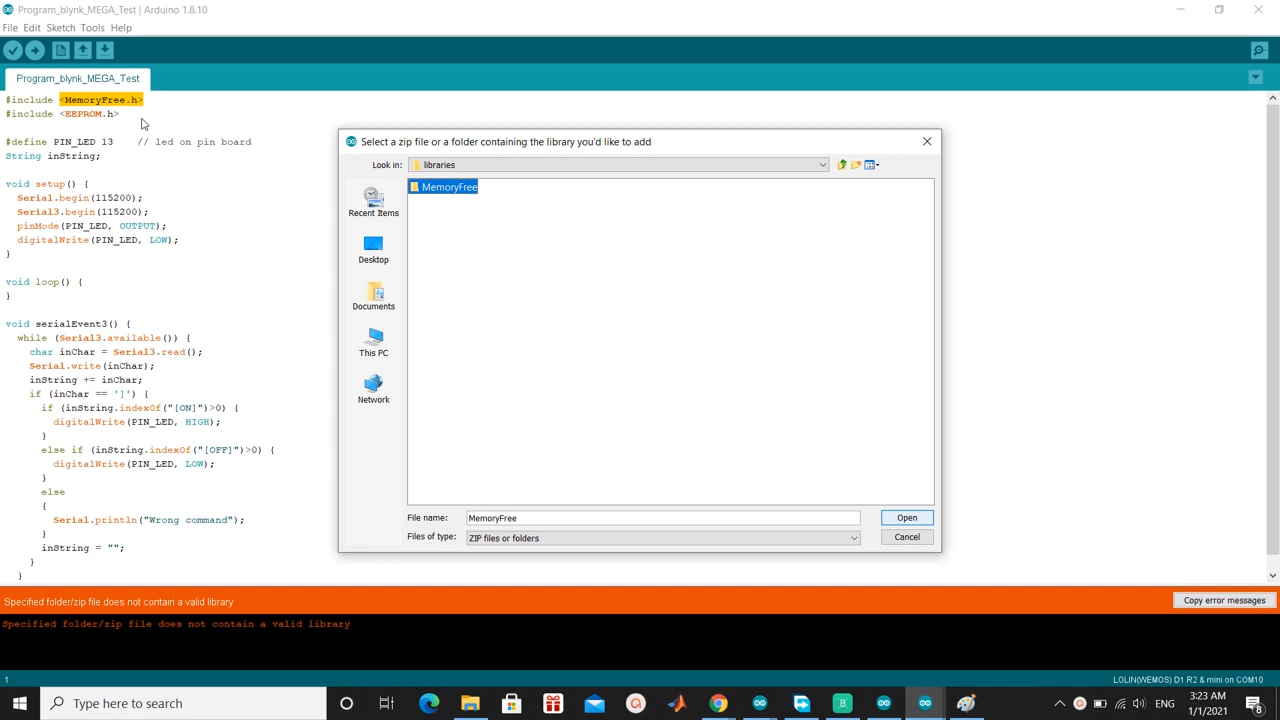 Program_blynk_MEGA_Test | Arduino 1.8.10
File Edit Sketch Tools Help
Program_blynk_MEGA_Test
#include <MemoryFree.h>
#include <EEPROM.h>
#define PIN_LED 13 // led on pin board
String inString;
void setup() {
Serial.begin(115200);
Serial3.begin(115200);
pinMode(PIN_LED, OUTPUT);
digitalWrite(PIN_LED, LOW);
}
void loop() {
}
void serialEvent3() {
while (Serial3.available()) {
char inChar = Serial3.read();
Serial.write(inChar);
inString += inChar;
if (inChar == ']') {
if (inString.indexOf("[ON]")>0) {
digitalWrite(PIN_LED, HIGH);
}
else if (inString.indexOf("[OFF]")>0) {
digitalWrite(PIN_LED, LOW);
}
else
{
Serial.println("Wrong command");
}
inString = "";
}
}
Select a zip file or a folder containing the library you'd like to add
Look in: libraries
MemoryFree
Recent Items
Desktop
Documents
This PC
Network
File name: MemoryFree
Open
Files of type: ZIP files or folders
Cancel
Specified folder/zip file does not contain a valid library
Copy error messages
Specified folder/zip file does not contain a valid library
1
LOLIN(WEMOS) D1 R2 & mini on COM10
Type here to search
ENG
3:23 AM
1/1/2021
8